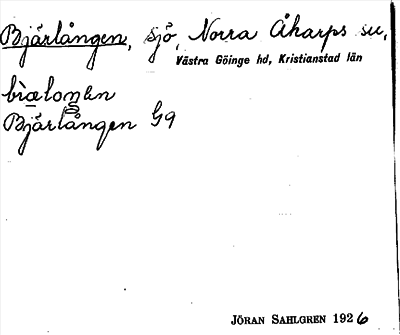 Bjärlången, sjö, Norra Åkarps sn,
Västra Göinge hd, Kristianstad län
Bjärlången G9
JÖRAN SAHLGREN 1926